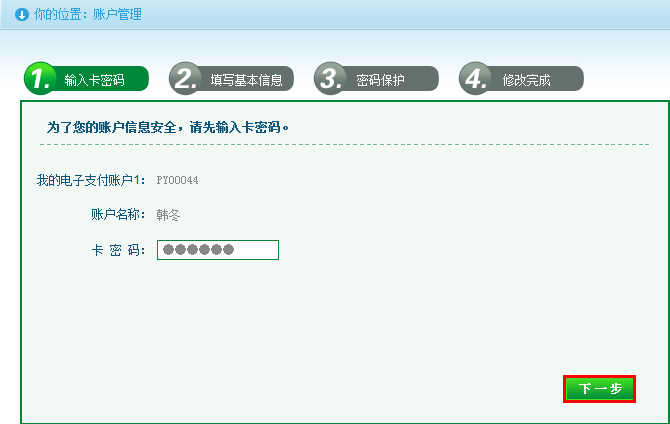 你的位置：账户管理
1. 输入卡密码 2. 填写基本信息 3. 密码保护 4. 修改完成
为了您的账户信息安全，请先输入卡密码。
我的电子支付账户1： PY00044
账户名称： 韩冬
卡 密 码： ●●●●●●
下一步